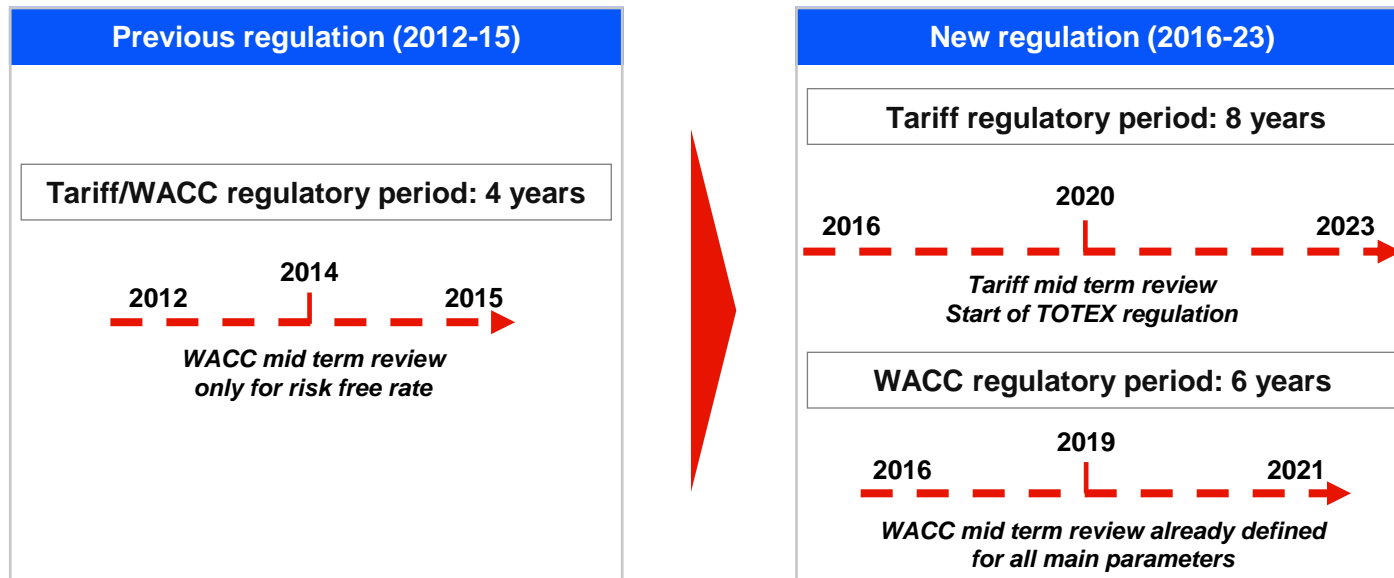 Previous regulation (2012-15)
Tariff/WACC regulatory period: 4 years
2014
2012
2015
WACC mid term review
only for risk free rate
New regulation (2016-23)
Tariff regulatory period: 8 years
2020
2016
2023
Tariff mid term review
Start of TOTEX regulation
WACC regulatory period: 6 years
2019
2016
2021
WACC mid term review already defined
for all main parameters